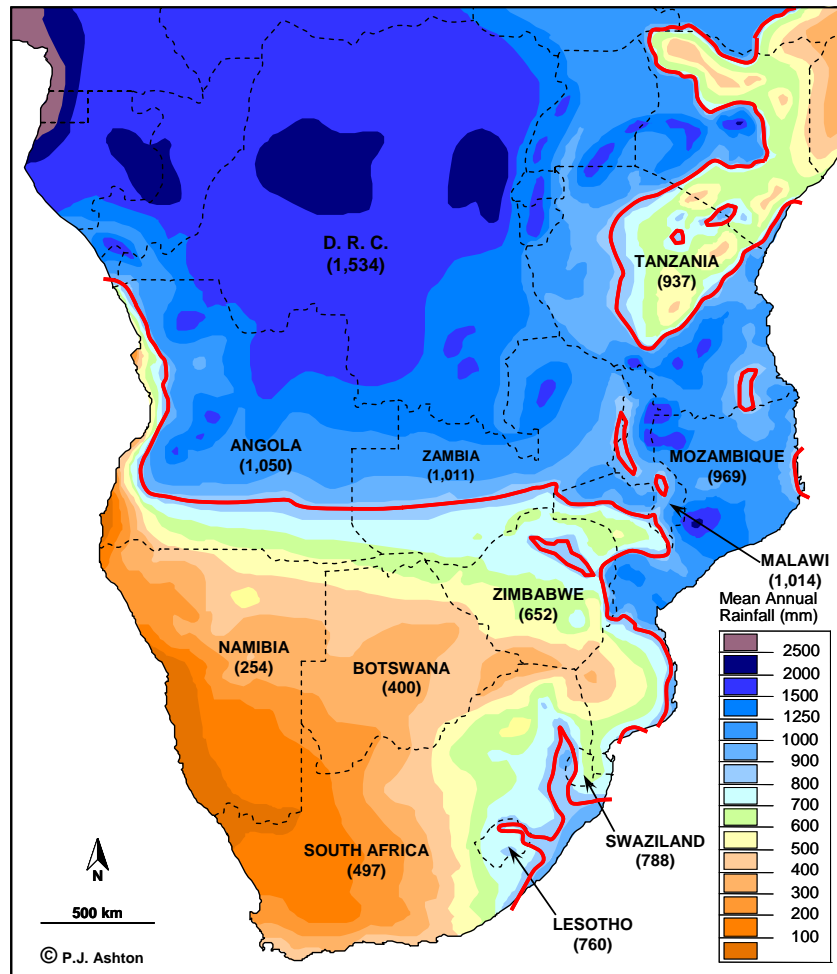 D. R. C.
(1,534)
TANZANIA
(937)
ANGOLA
(1,050)
ZAMBIA
(1,011)
MOZAMBIQUE
(969)
MALAWI
(1,014)
ZIMBABWE
(652)
NAMIBIA
(254)
BOTSWANA
(400)
SOUTH AFRICA
(497)
SWAZILAND
(788)
LESOTHO
(760)
Mean Annual
Rainfall (mm)
2500
2000
1500
1250
1000
900
800
700
600
500
400
300
200
100
N
500 km
© P.J. Ashton